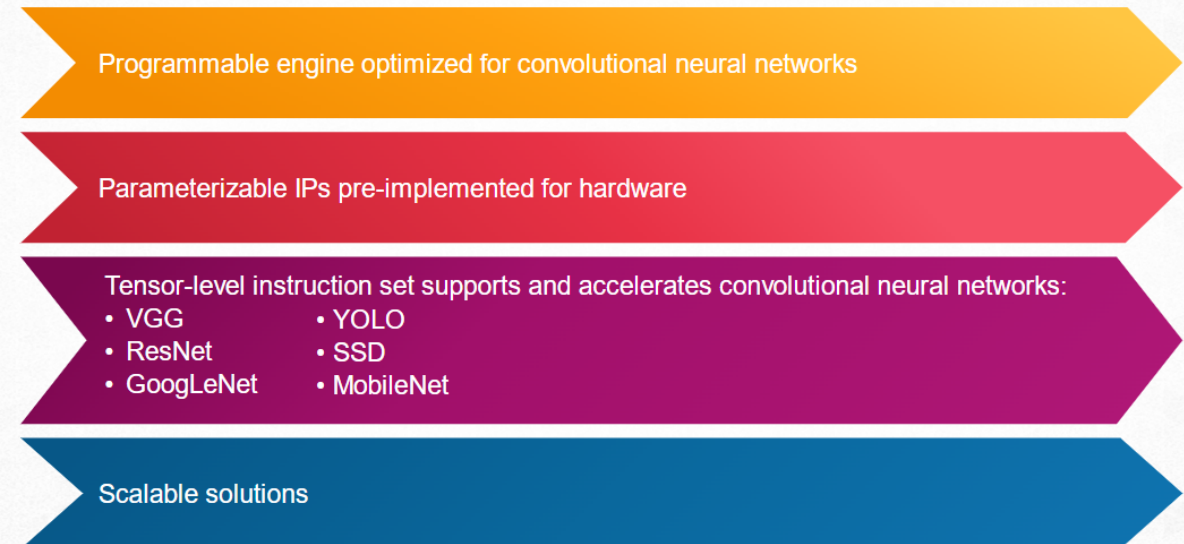 Programmable engine optimized for convolutional neural networks
Parameterizable IPs pre-implemented for hardware
Tensor-level instruction set supports and accelerates convolutional neural networks:
• VGG
• ResNet
• GoogLeNet
• YOLO
• SSD
• MobileNet
Scalable solutions